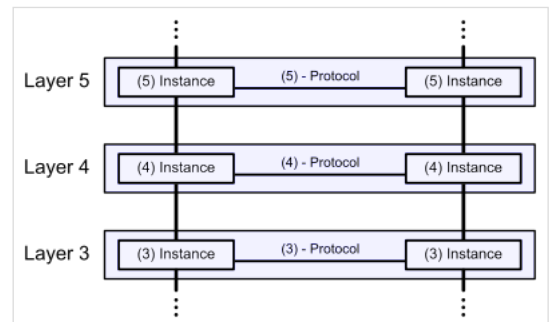 Layer 5 (5) Instance (5) - Protocol (5) Instance
Layer 4 (4) Instance (4) - Protocol (4) Instance
Layer 3 (3) Instance (3) - Protocol (3) Instance